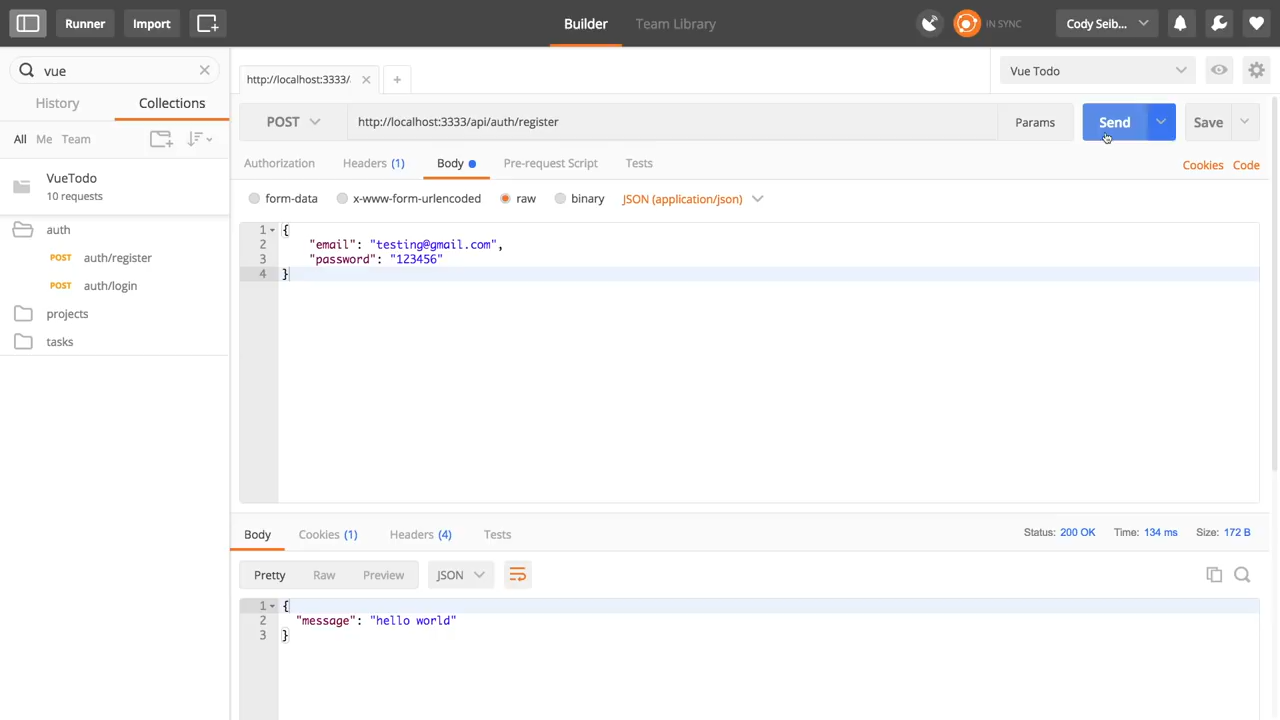 Runner
Import
Builder
Team Library
IN SYNC
Cody Seib...
vue
History
Collections
All Me Team
VueTodo
10 requests
auth
POST auth/register
POST auth/login
projects
tasks
http://localhost:3333/.
Vue Todo
POST
http://localhost:3333/api/auth/register
Params
Send
Save
Authorization
Headers (1)
Body
Pre-request Script
Tests
Cookies
Code
form-data
x-www-form-urlencoded
raw
binary
JSON (application/json)
1 {
2 "email": "testing@gmail.com",
3 "password": "123456"
4 }
Body
Cookies (1)
Headers (4)
Tests
Status: 200 OK
Time: 134 ms
Size: 172 B
Pretty
Raw
Preview
JSON
1 {
2 "message": "hello world"
3 }